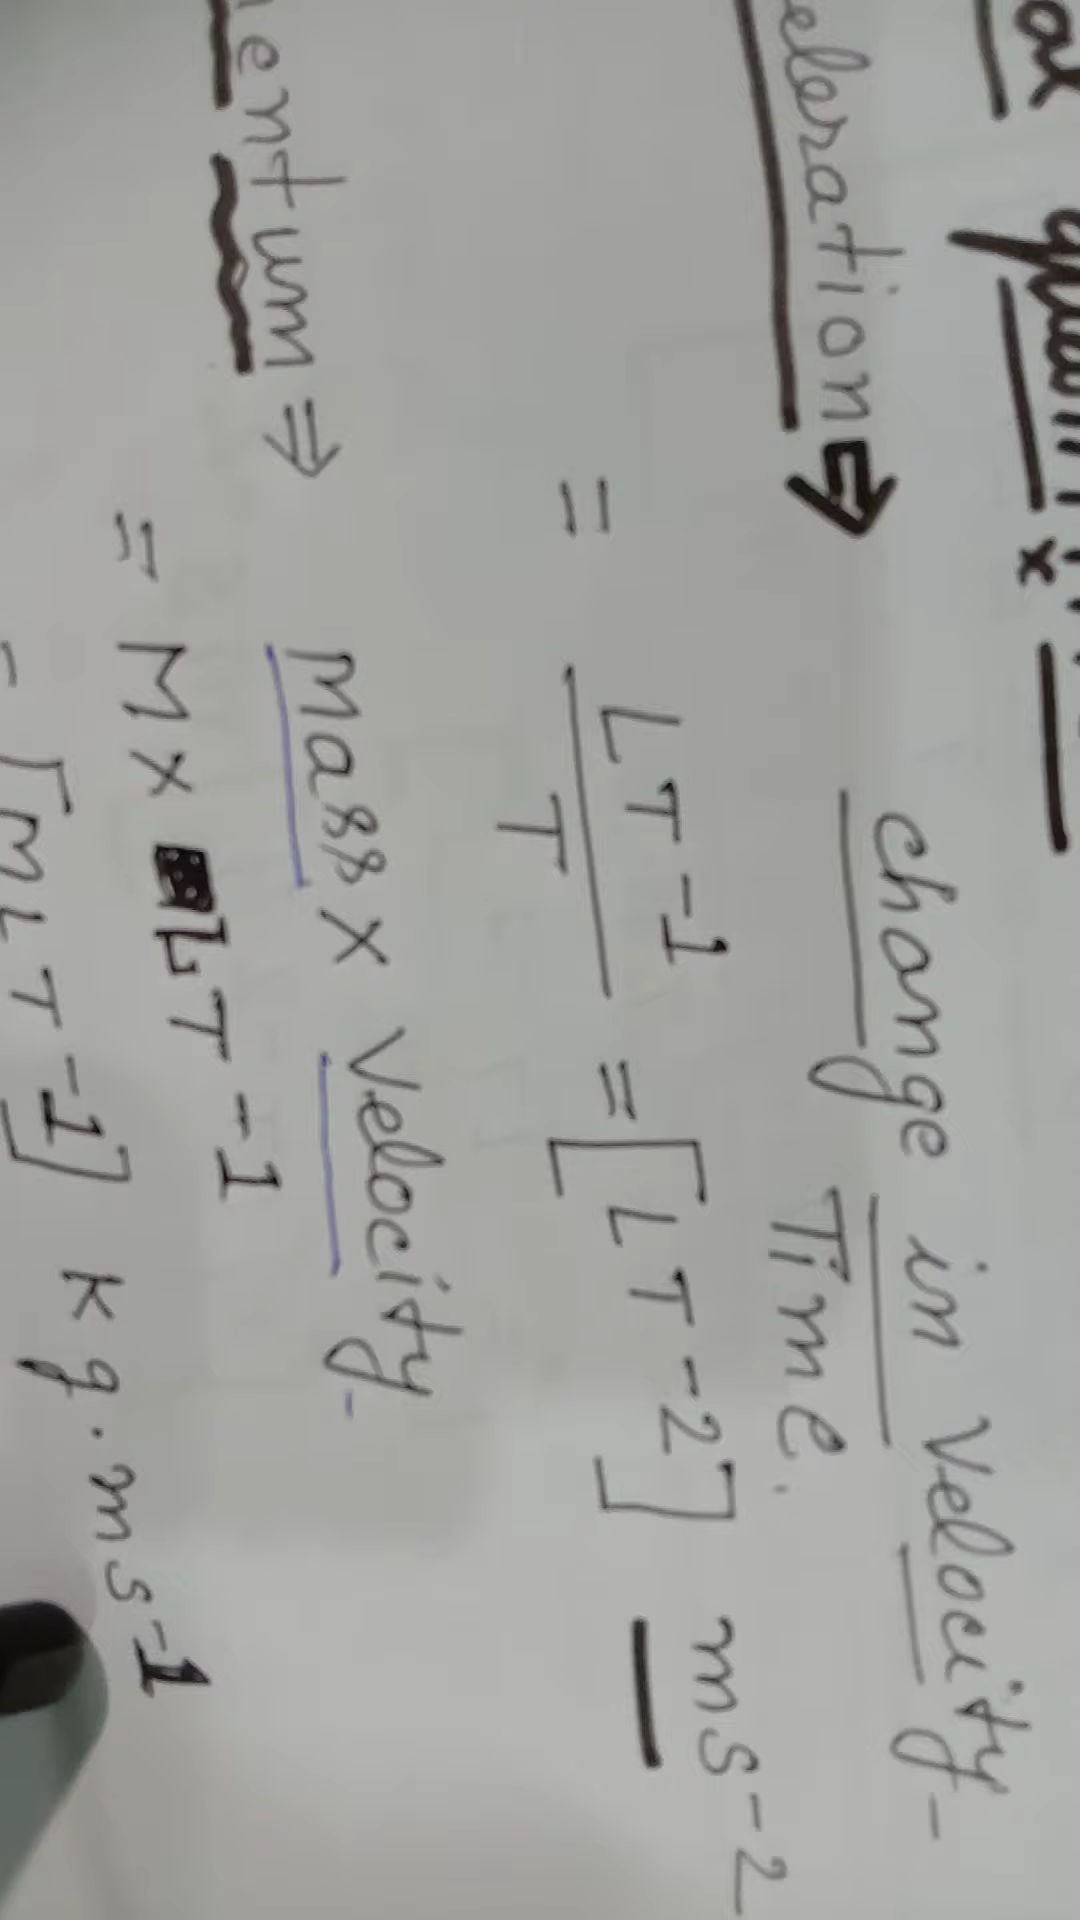 eleration ⇒ change in Velocity
Time.
= LT-1 / T = [LT-2] ms-2
entum ⇒ Mass x Velocity
= M x LT-1
= [MLT-1] Kg.ms-1